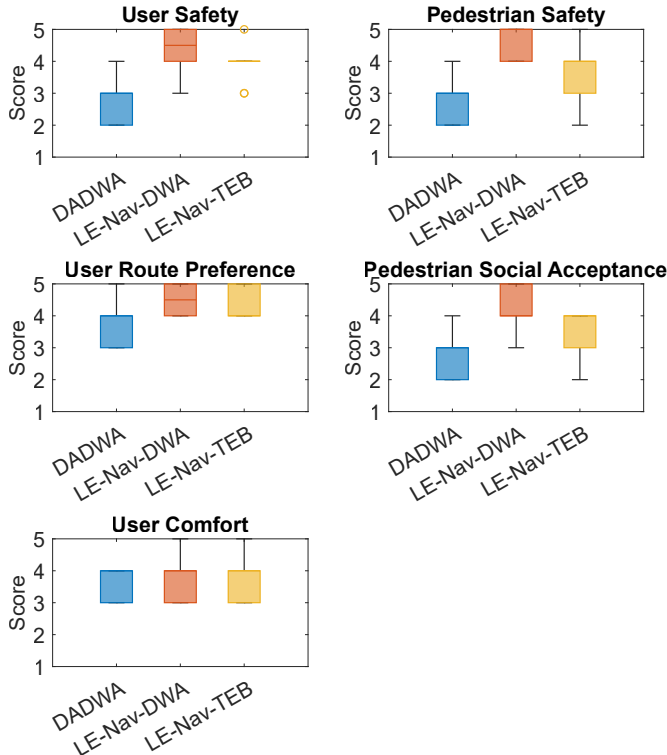 User Safety
5
4
3
2
1
Score
DADWA
LE-Nav-DWA
LE-Nav-TEB
Pedestrian Safety
5
4
3
2
1
Score
DADWA
LE-Nav-DWA
LE-Nav-TEB
User Route Preference
5
4
3
2
1
Score
DADWA
LE-Nav-DWA
LE-Nav-TEB
Pedestrian Social Acceptance
5
4
3
2
1
Score
DADWA
LE-Nav-DWA
LE-Nav-TEB
User Comfort
5
4
3
2
1
Score
DADWA
LE-Nav-DWA
LE-Nav-TEB